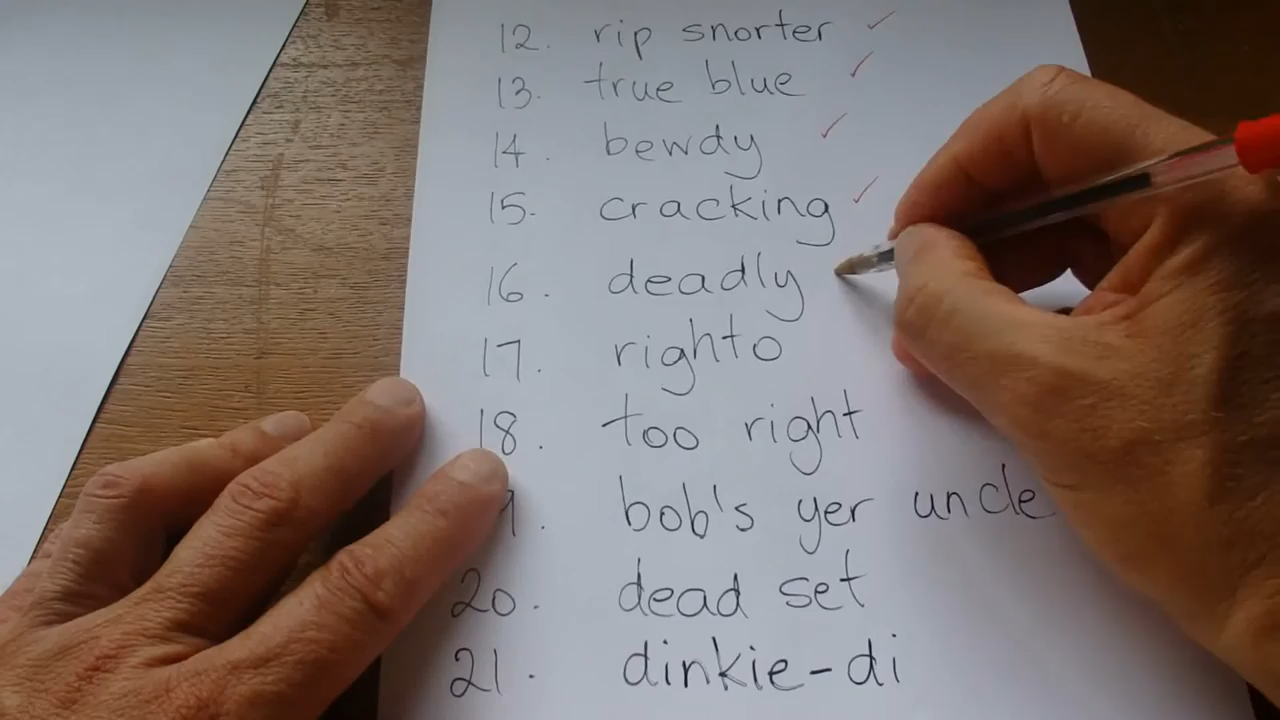 12. rip snorter ✓
13. true blue ✓
14. bewdy ✓
15. cracking ✓
16. deadly
17. righto
18. too right
9. bob's yer uncle
20. dead set
21. dinkie-di